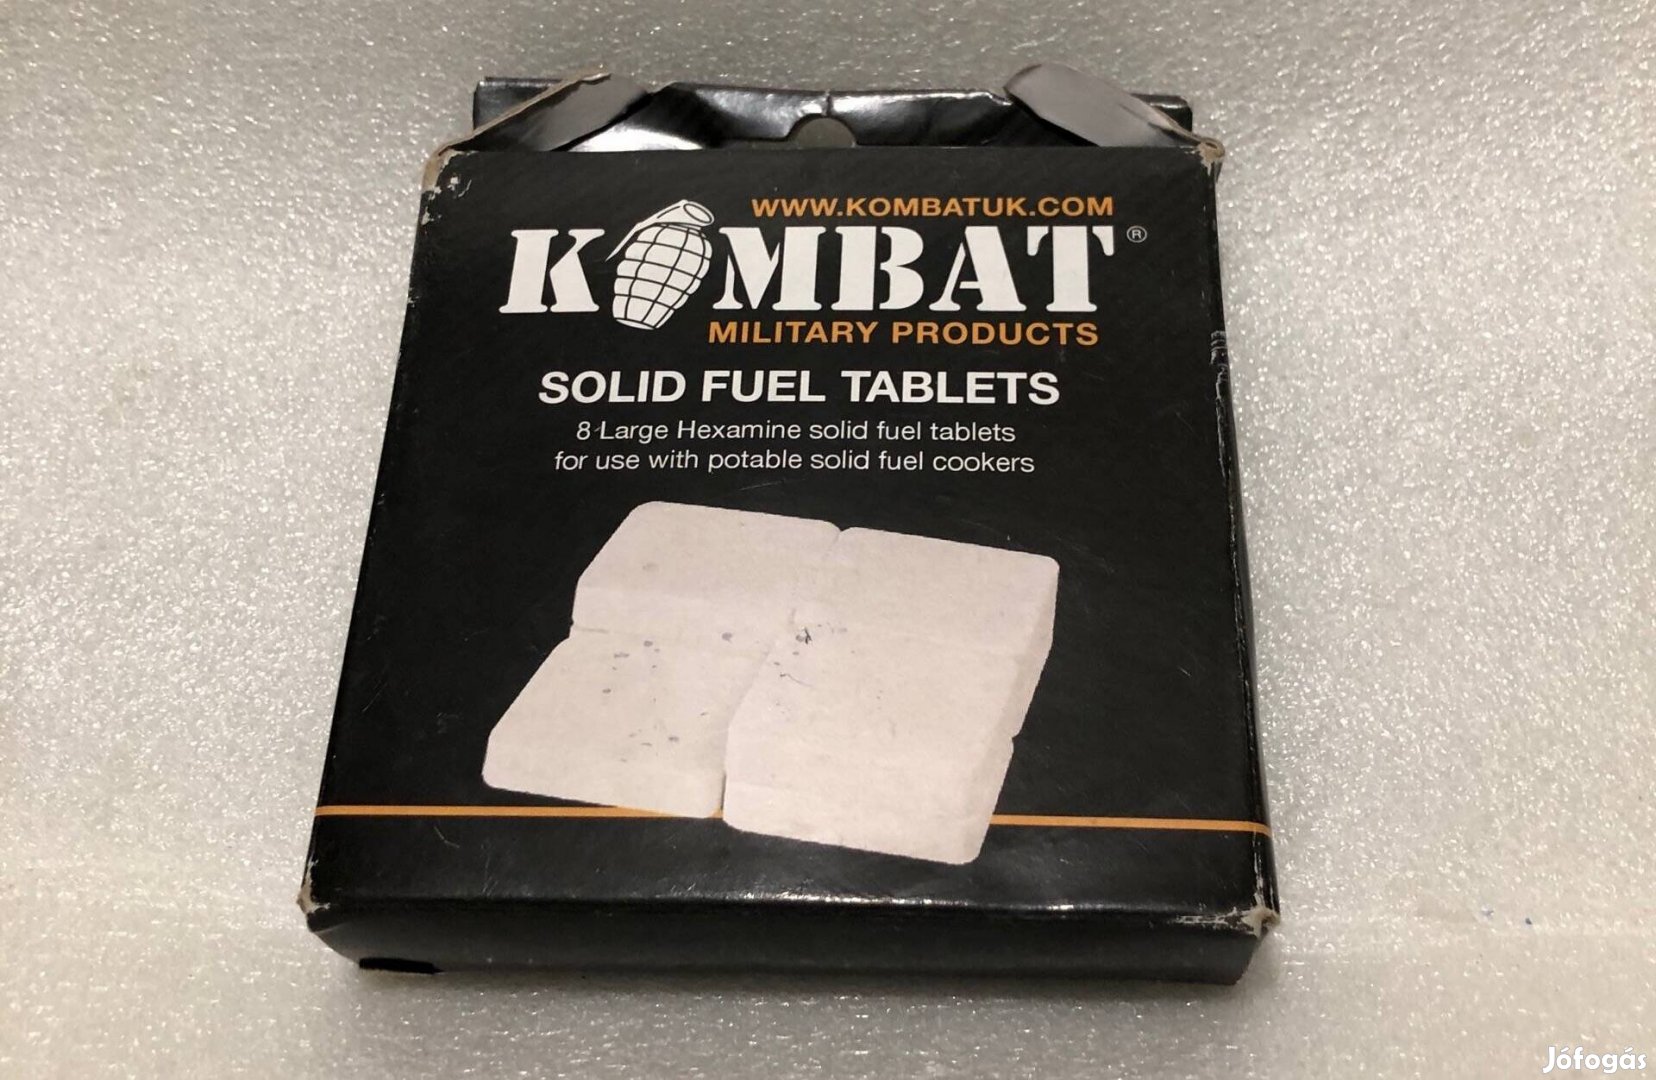 WWW.KOMBATUK.COM
KOMBAT®
MILITARY PRODUCTS
SOLID FUEL TABLETS
8 Large Hexamine solid fuel tablets
for use with potable solid fuel cookers
Jófogás